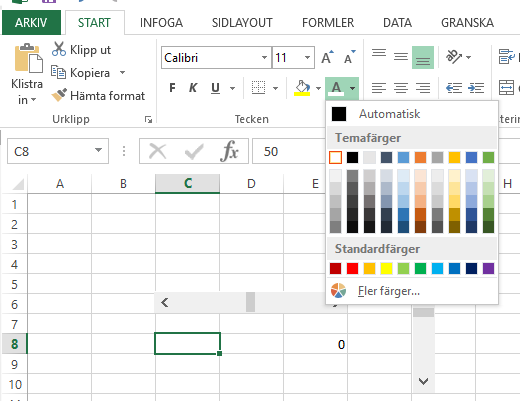 ARKIV START INFOGA SIDLAYOUT FORMLER DATA GRANSKA
Klistra in
Klipp ut
Kopiera
Hämta format
Urklipp
Calibri 11 A A
F K U A
Tecken
Automatisk
Temafärger
Standardfärger
Fler färger...
C8 fx 50
A B C D E H
1
2
3
4
5
6
7
8 0
9
10